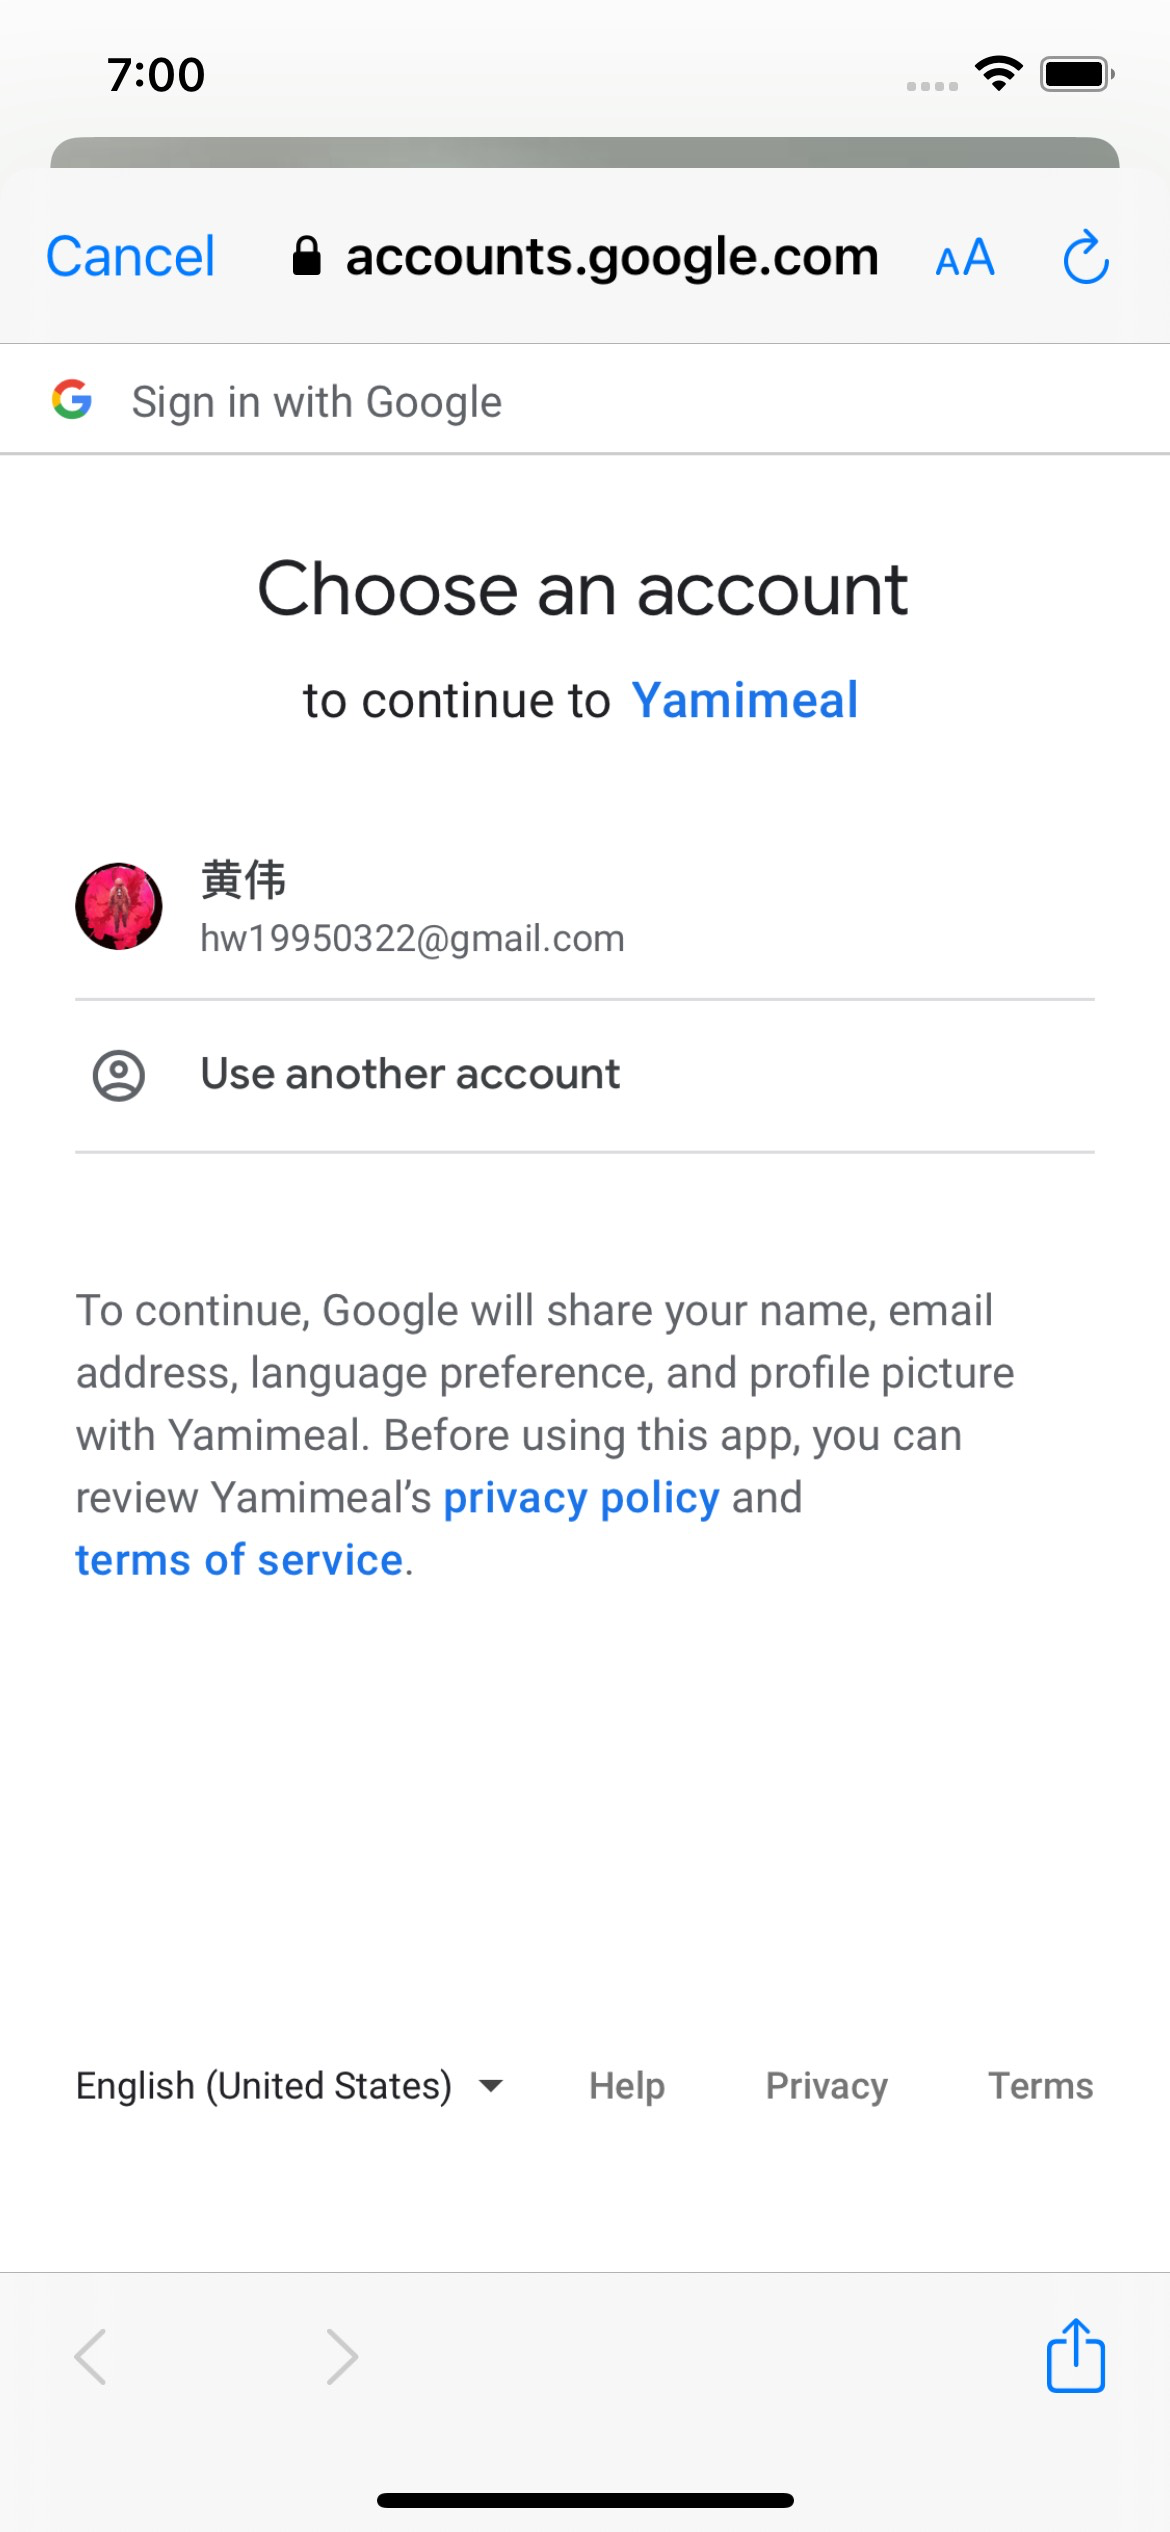 7:00
Cancel
accounts.google.com
AA
Sign in with Google
Choose an account
to continue to Yamimeal
黄伟
hw19950322@gmail.com
Use another account
To continue, Google will share your name, email
address, language preference, and profile picture
with Yamimeal. Before using this app, you can
review Yamimeal’s privacy policy and
terms of service.
English (United States)
Help
Privacy
Terms